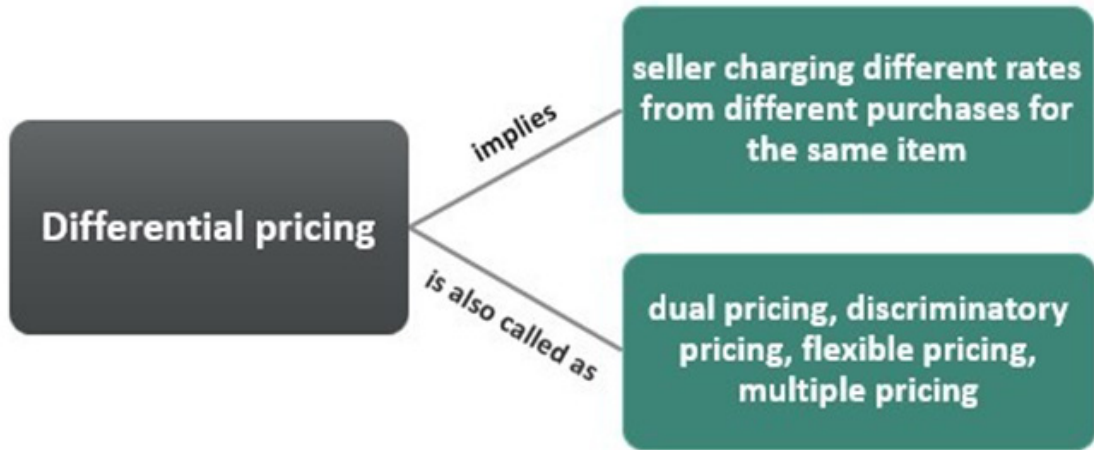 Differential pricing
implies
seller charging different rates
from different purchases for
the same item
is also called as
dual pricing, discriminatory
pricing, flexible pricing,
multiple pricing